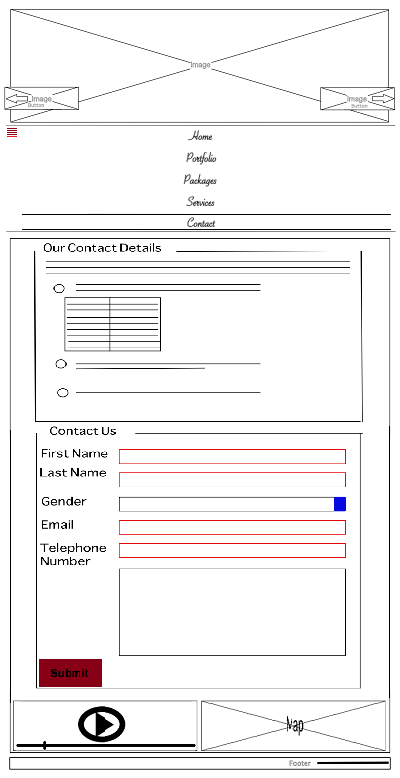 Image
Image
Button
Image
Button
Home
Portfolio
Packages
Services
Contact
Our Contact Details
Contact Us
First Name
Last Name
Gender
Email
Telephone
Number
Submit
Map
Footer